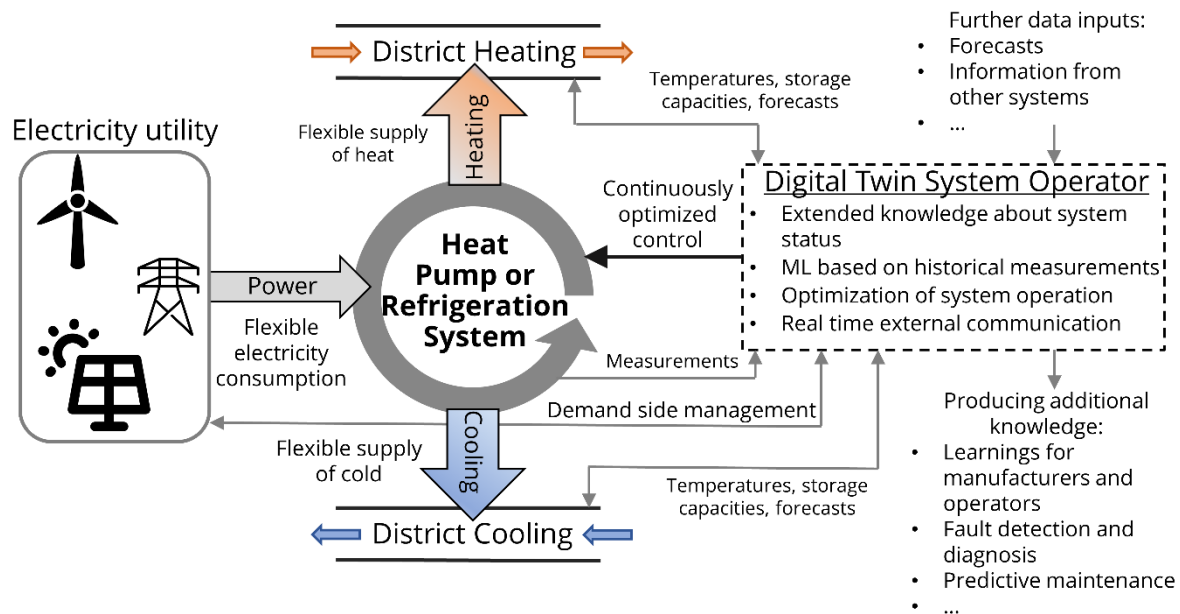 Electricity utility
Power
Flexible
electricity
consumption
District Heating
Flexible supply
of heat
Heating
Heat
Pump or
Refrigeration
System
Cooling
Flexible supply
of cold
District Cooling
Temperatures, storage
capacities, forecasts
Continuously
optimized
control
Measurements
Demand side management
Temperatures, storage
capacities, forecasts
Further data inputs:
• Forecasts
• Information from
other systems
• ...
Digital Twin System Operator
• Extended knowledge about system
status
• ML based on historical measurements
• Optimization of system operation
• Real time external communication
Producing additional
knowledge:
• Learnings for
manufacturers and
operators
• Fault detection and
diagnosis
• Predictive maintenance
• ...